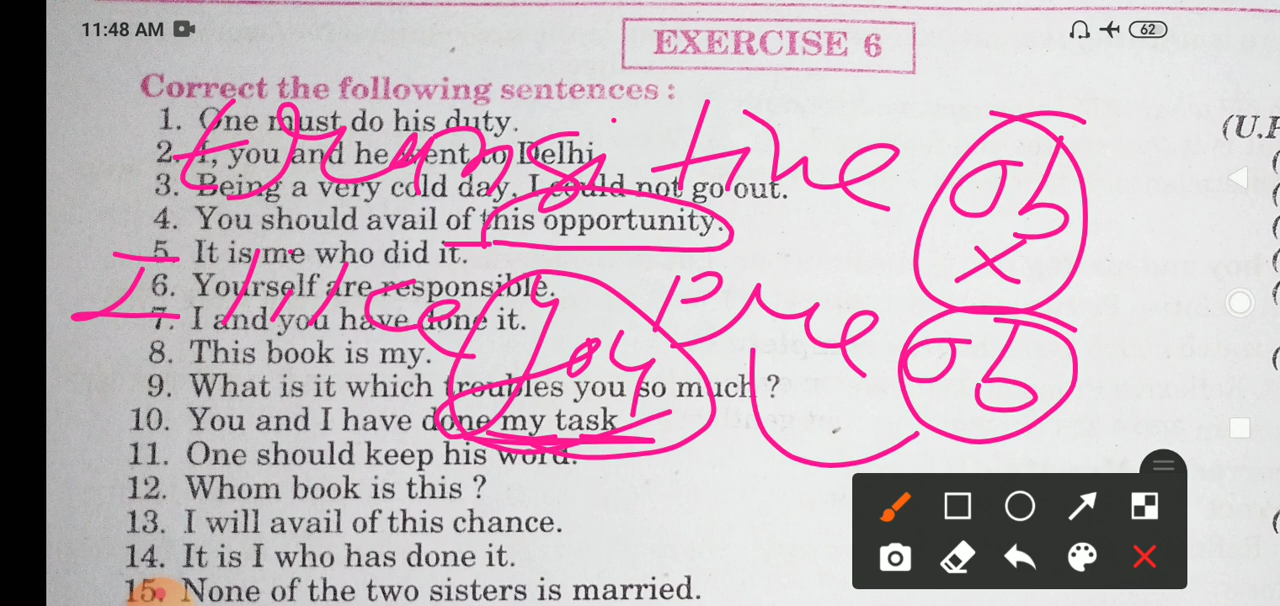 11:48 AM
62
EXERCISE 6
Correct the following sentences :
1. One must do his duty.
(U.P
2. I, you and he went to Delhi.
3. Being a very cold day, I could not go out.
4. You should avail of this opportunity.
5. It is me who did it.
6. Yourself are responsible.
7. I and you have done it.
8. This book is my.
9. What is it which troubles you so much ?
10. You and I have done my task
11. One should keep his word.
12. Whom book is this ?
13. I will avail of this chance.
14. It is I who has done it.
15. None of the two sisters is married.
ob
ob